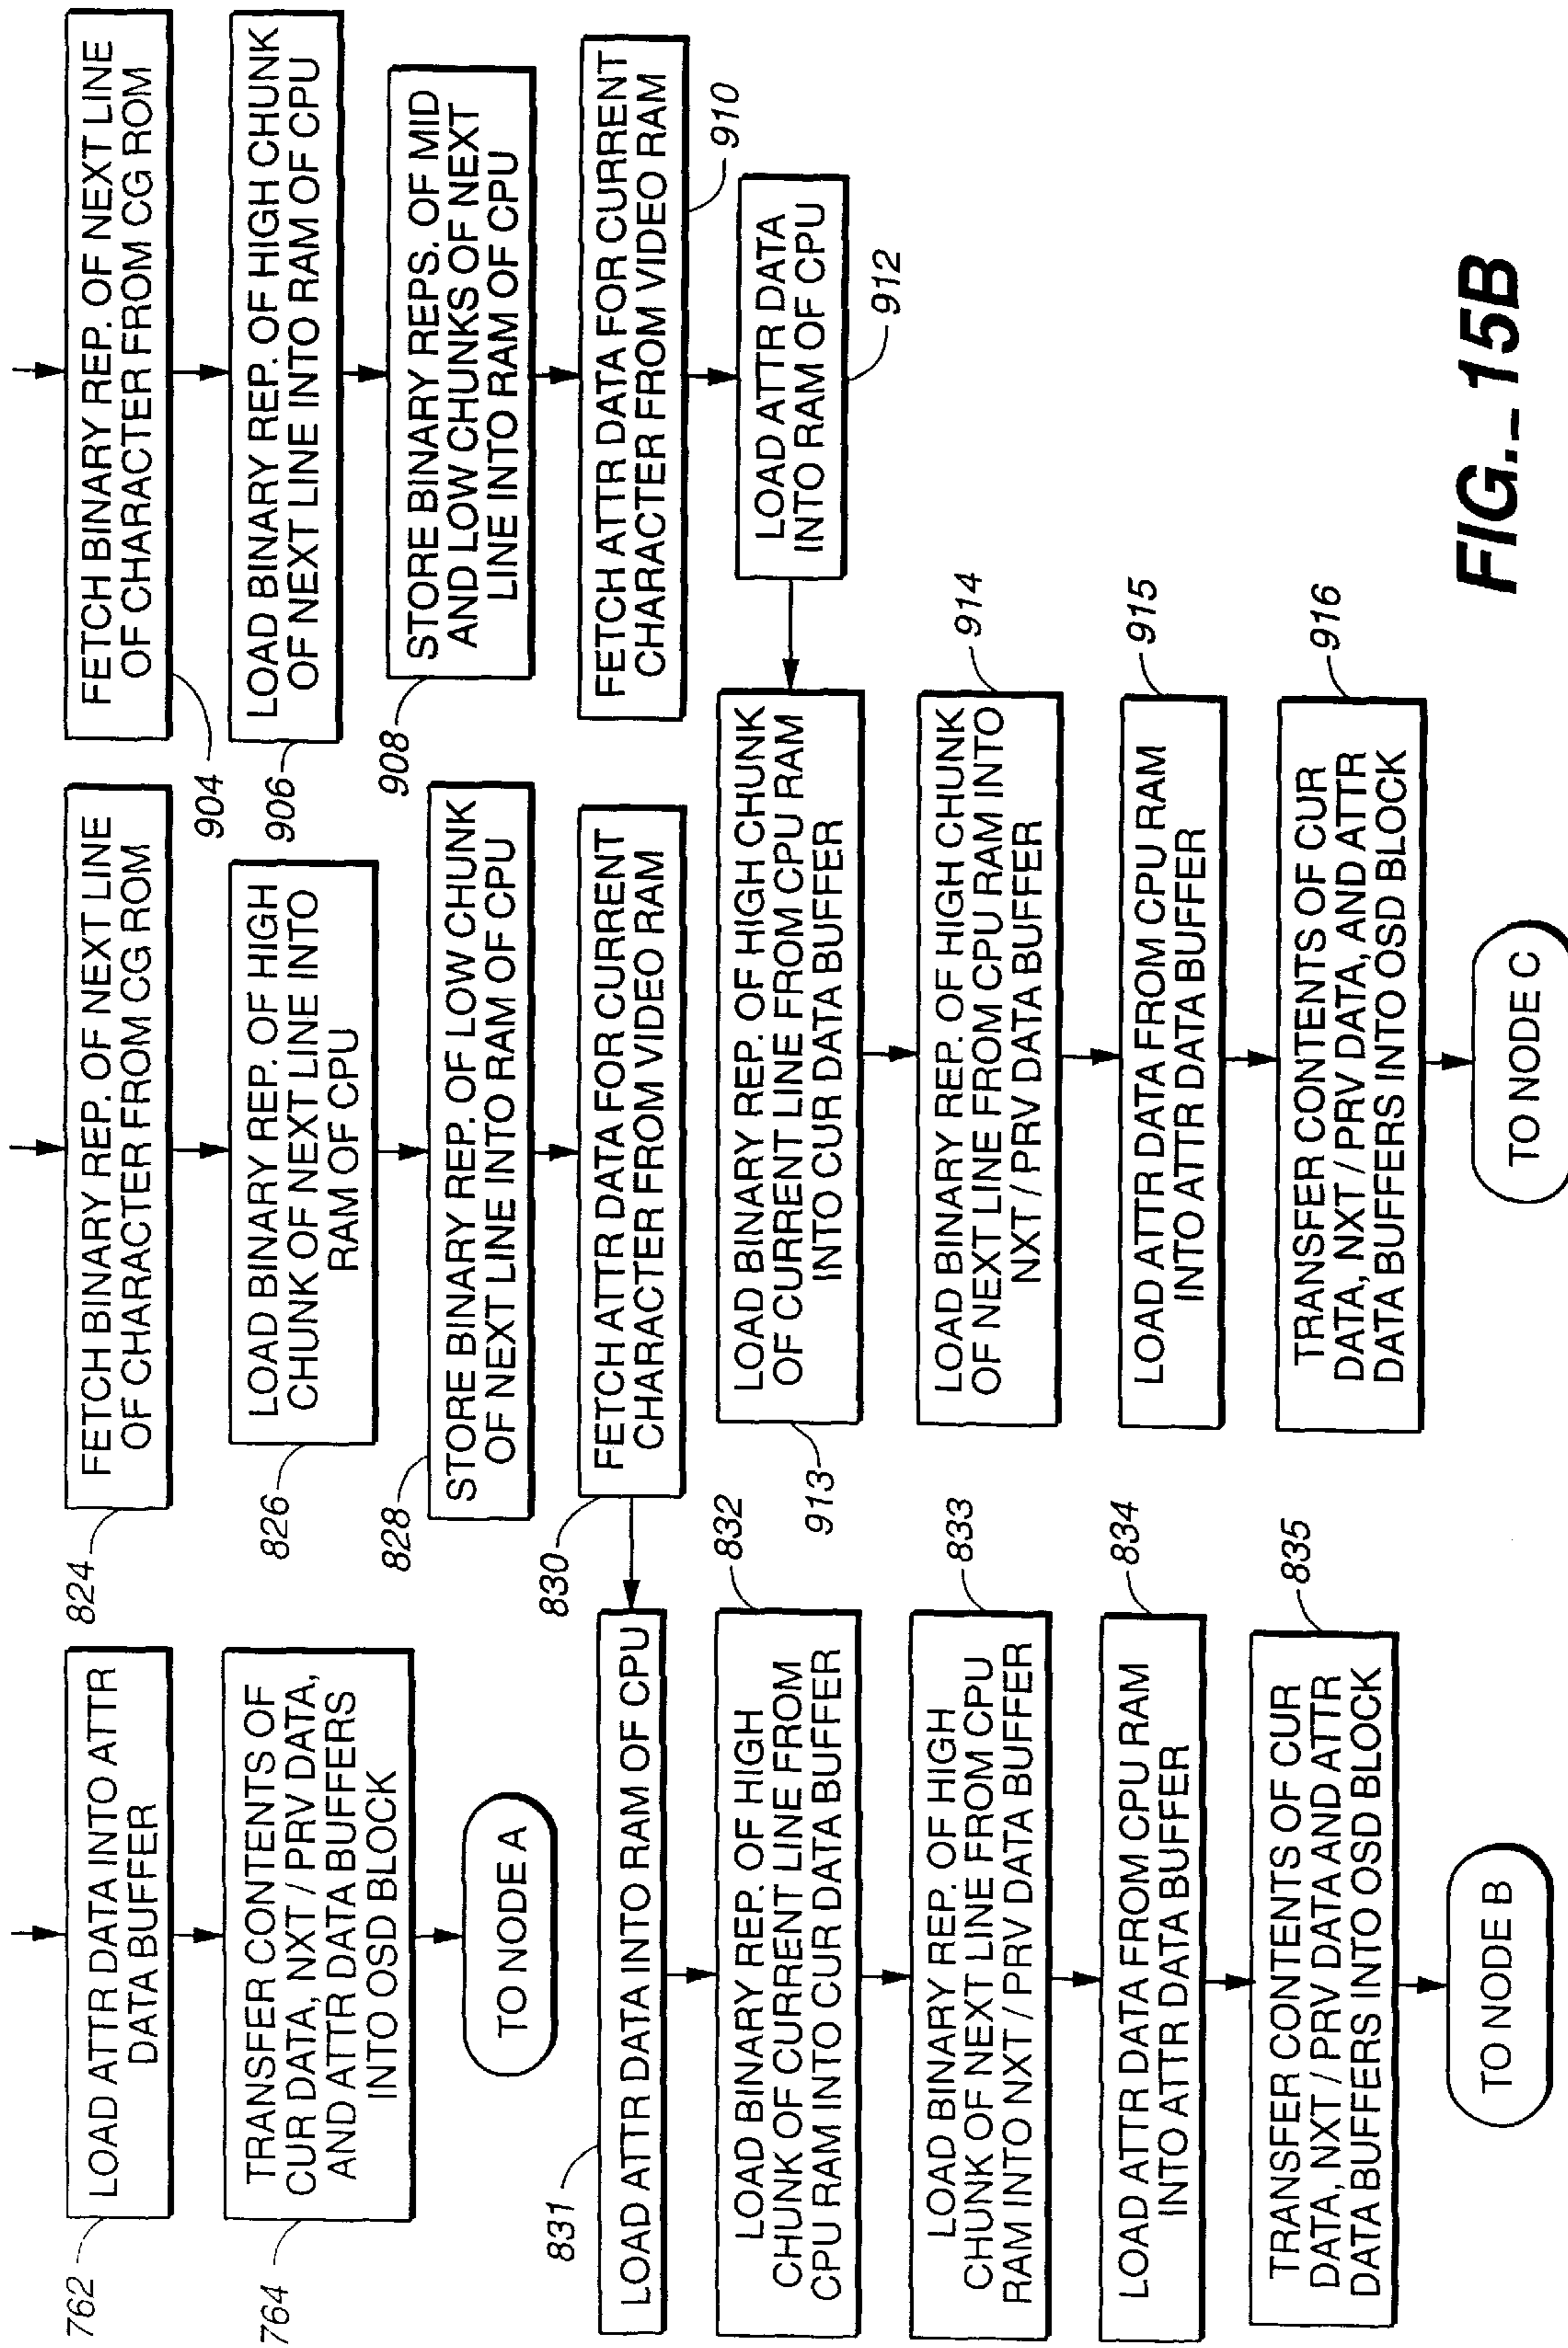 762
LOAD ATTR DATA INTO ATTR
DATA BUFFER
764
TRANSFER CONTENTS OF
CUR DATA, NXT / PRV DATA,
AND ATTR DATA BUFFERS
INTO OSD BLOCK
TO NODE A
824
FETCH BINARY REP. OF NEXT LINE
OF CHARACTER FROM CG ROM
826
LOAD BINARY REP. OF HIGH
CHUNK OF NEXT LINE INTO
RAM OF CPU
828
STORE BINARY REP. OF LOW CHUNK
OF NEXT LINE INTO RAM OF CPU
830
FETCH ATTR DATA FOR CURRENT
CHARACTER FROM VIDEO RAM
831
LOAD ATTR DATA INTO RAM OF CPU
832
LOAD BINARY REP. OF HIGH
CHUNK OF CURRENT LINE FROM
CPU RAM INTO CUR DATA BUFFER
833
LOAD BINARY REP. OF HIGH
CHUNK OF NEXT LINE FROM CPU
RAM INTO NXT / PRV DATA BUFFER
834
LOAD ATTR DATA FROM CPU RAM
INTO ATTR DATA BUFFER
835
TRANSFER CONTENTS OF CUR
DATA, NXT / PRV DATA AND ATTR
DATA BUFFERS INTO OSD BLOCK
TO NODE B
904
FETCH BINARY REP. OF NEXT LINE
OF CHARACTER FROM CG ROM
906
LOAD BINARY REP. OF HIGH CHUNK
OF NEXT LINE INTO RAM OF CPU
908
STORE BINARY REPS. OF MID
AND LOW CHUNKS OF NEXT
LINE INTO RAM OF CPU
910
FETCH ATTR DATA FOR CURRENT
CHARACTER FROM VIDEO RAM
912
LOAD ATTR DATA
INTO RAM OF CPU
913
LOAD BINARY REP. OF HIGH CHUNK
OF CURRENT LINE FROM CPU RAM
INTO CUR DATA BUFFER
914
LOAD BINARY REP. OF HIGH CHUNK
OF NEXT LINE FROM CPU RAM INTO
NXT / PRV DATA BUFFER
915
LOAD ATTR DATA FROM CPU RAM
INTO ATTR DATA BUFFER
916
TRANSFER CONTENTS OF CUR
DATA, NXT / PRV DATA, AND ATTR
DATA BUFFERS INTO OSD BLOCK
TO NODE C
FIG._15B